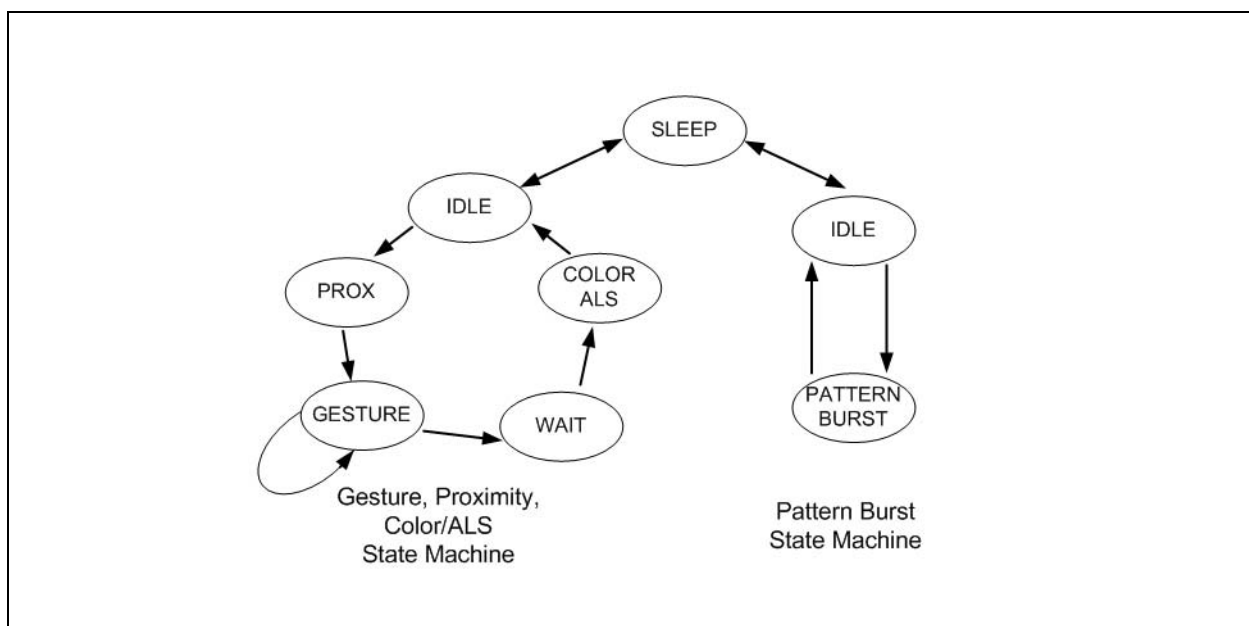 SLEEP
IDLE
IDLE
PROX
COLOR
ALS
GESTURE
WAIT
PATTERN
BURST
Gesture, Proximity,
Color/ALS
State Machine
Pattern Burst
State Machine